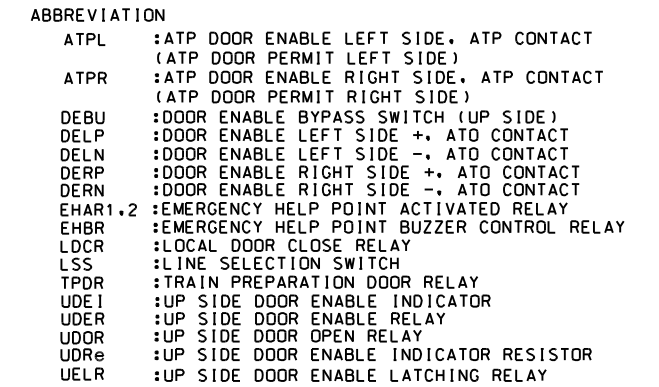 ABBREVIATION
ATPL :ATP DOOR ENABLE LEFT SIDE, ATP CONTACT
(ATP DOOR PERMIT LEFT SIDE)
ATPR :ATP DOOR ENABLE RIGHT SIDE, ATP CONTACT
(ATP DOOR PERMIT RIGHT SIDE)
DEBU :DOOR ENABLE BYPASS SWITCH (UP SIDE)
DELP :DOOR ENABLE LEFT SIDE +, ATO CONTACT
DELN :DOOR ENABLE LEFT SIDE -, ATO CONTACT
DERP :DOOR ENABLE RIGHT SIDE +, ATO CONTACT
DERN :DOOR ENABLE RIGHT SIDE -, ATO CONTACT
EHAR1,2 :EMERGENCY HELP POINT ACTIVATED RELAY
EHBR :EMERGENCY HELP POINT BUZZER CONTROL RELAY
LDCR :LOCAL DOOR CLOSE RELAY
LSS :LINE SELECTION SWITCH
TPDR :TRAIN PREPARATION DOOR RELAY
UDEI :UP SIDE DOOR ENABLE INDICATOR
UDER :UP SIDE DOOR ENABLE RELAY
UDOR :UP SIDE DOOR OPEN RELAY
UDRe :UP SIDE DOOR ENABLE INDICATOR RESISTOR
UELR :UP SIDE DOOR ENABLE LATCHING RELAY